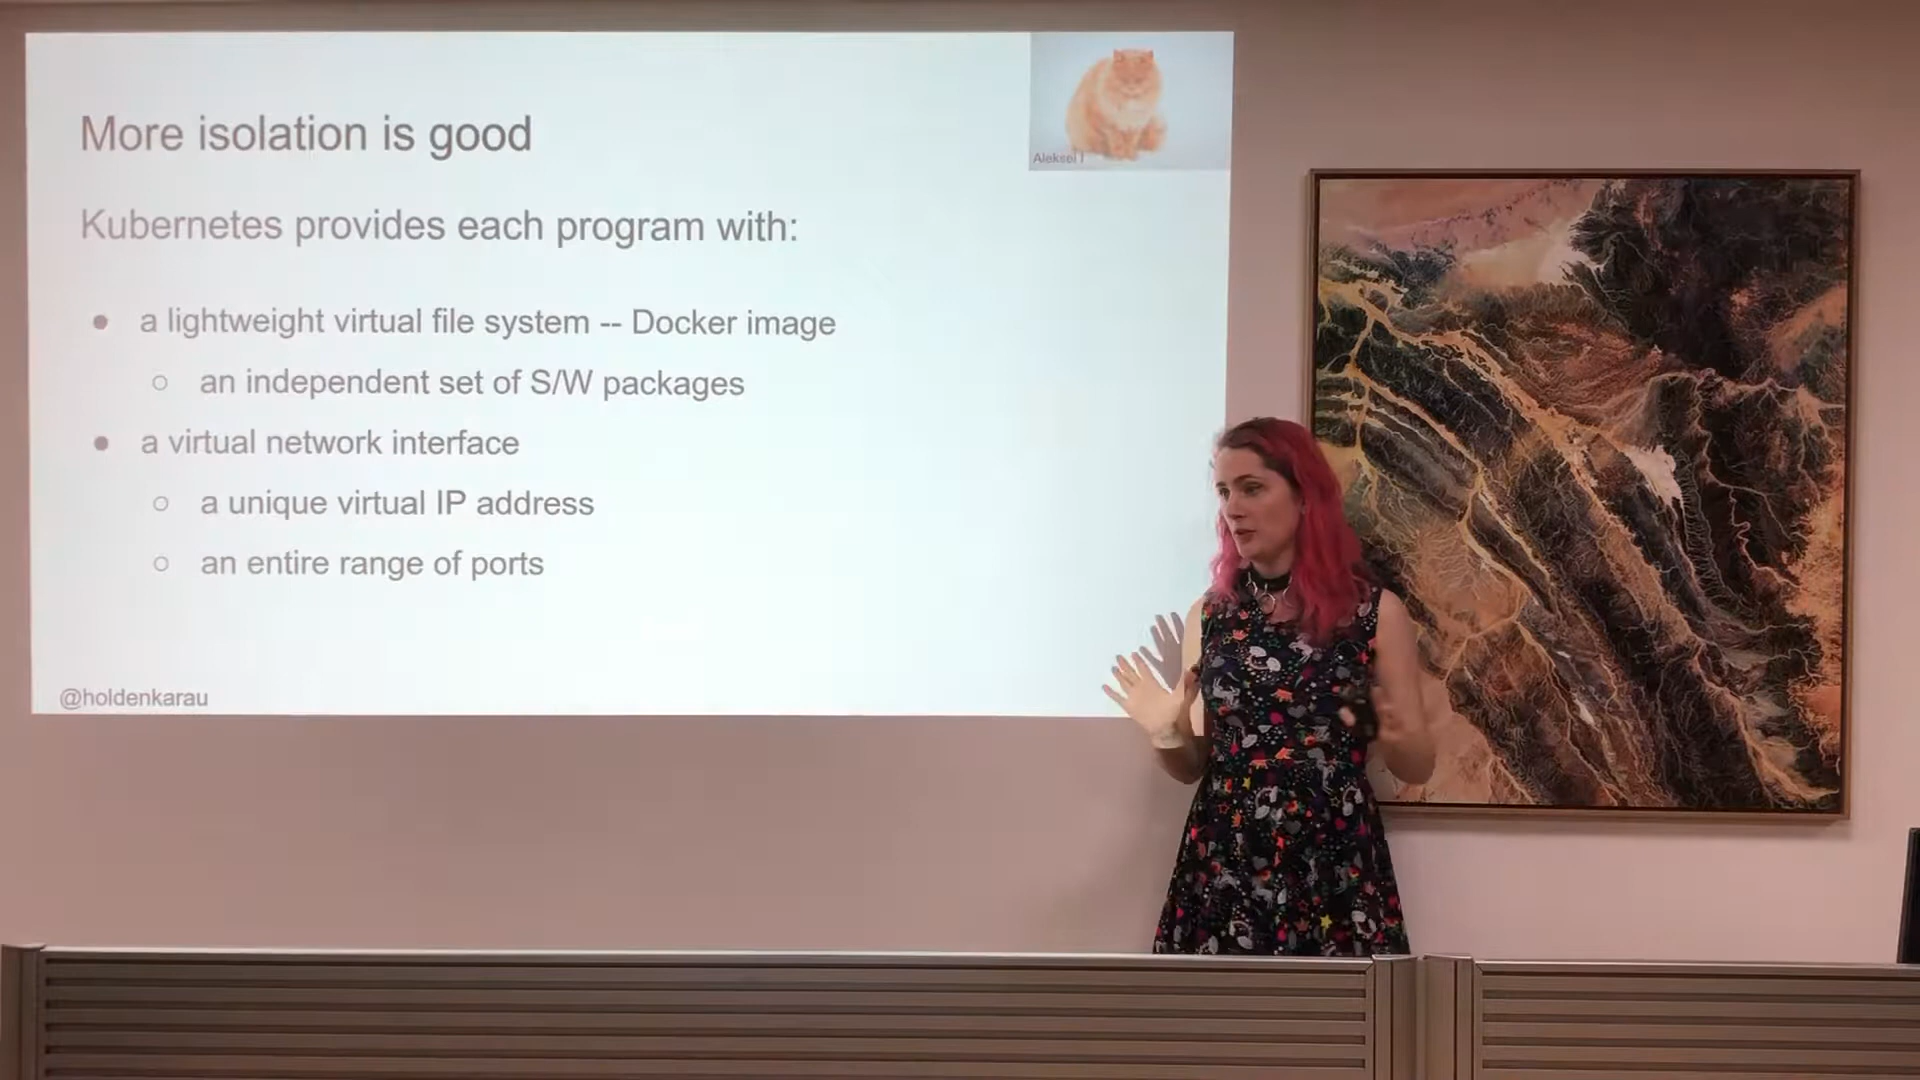 More isolation is good
Kubernetes provides each program with:
● a lightweight virtual file system -- Docker image
○ an independent set of S/W packages
● a virtual network interface
○ a unique virtual IP address
○ an entire range of ports
@holdenkarau
Aleksei I